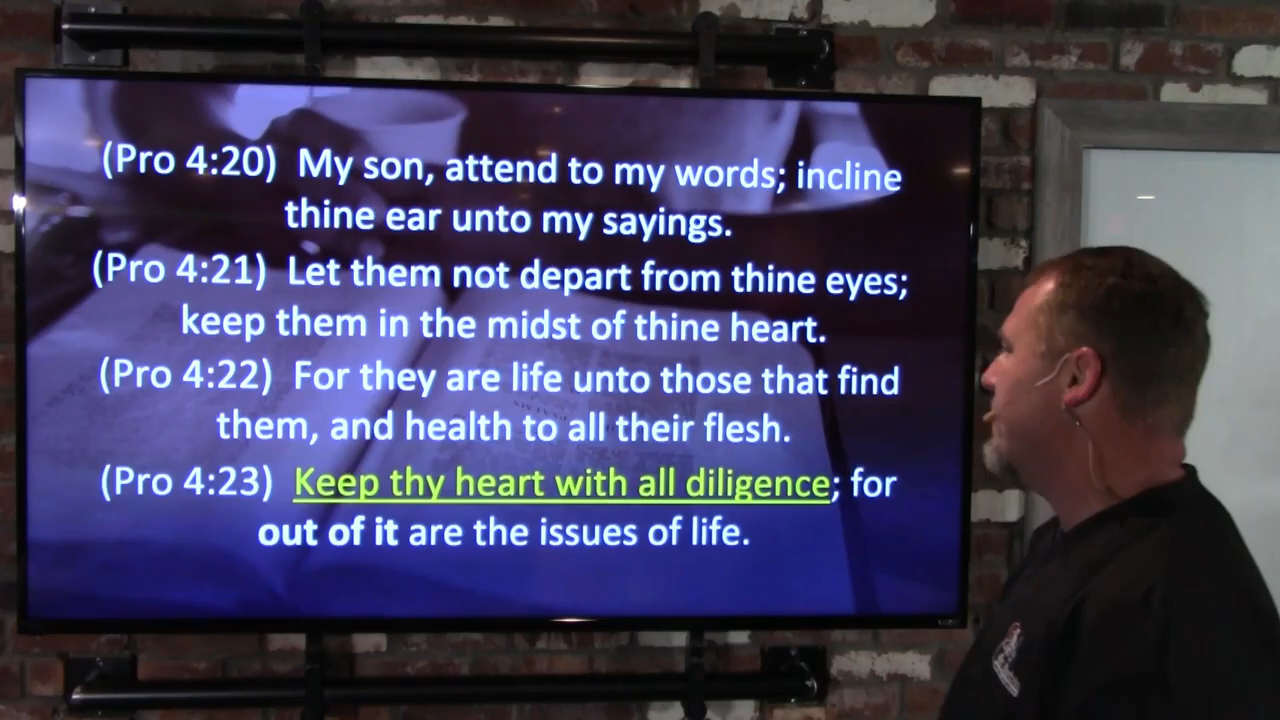 (Pro 4:20)  My son, attend to my words; incline
thine ear unto my sayings.
(Pro 4:21)  Let them not depart from thine eyes;
keep them in the midst of thine heart.
(Pro 4:22)  For they are life unto those that find
them, and health to all their flesh.
(Pro 4:23)  Keep thy heart with all diligence; for
out of it are the issues of life.